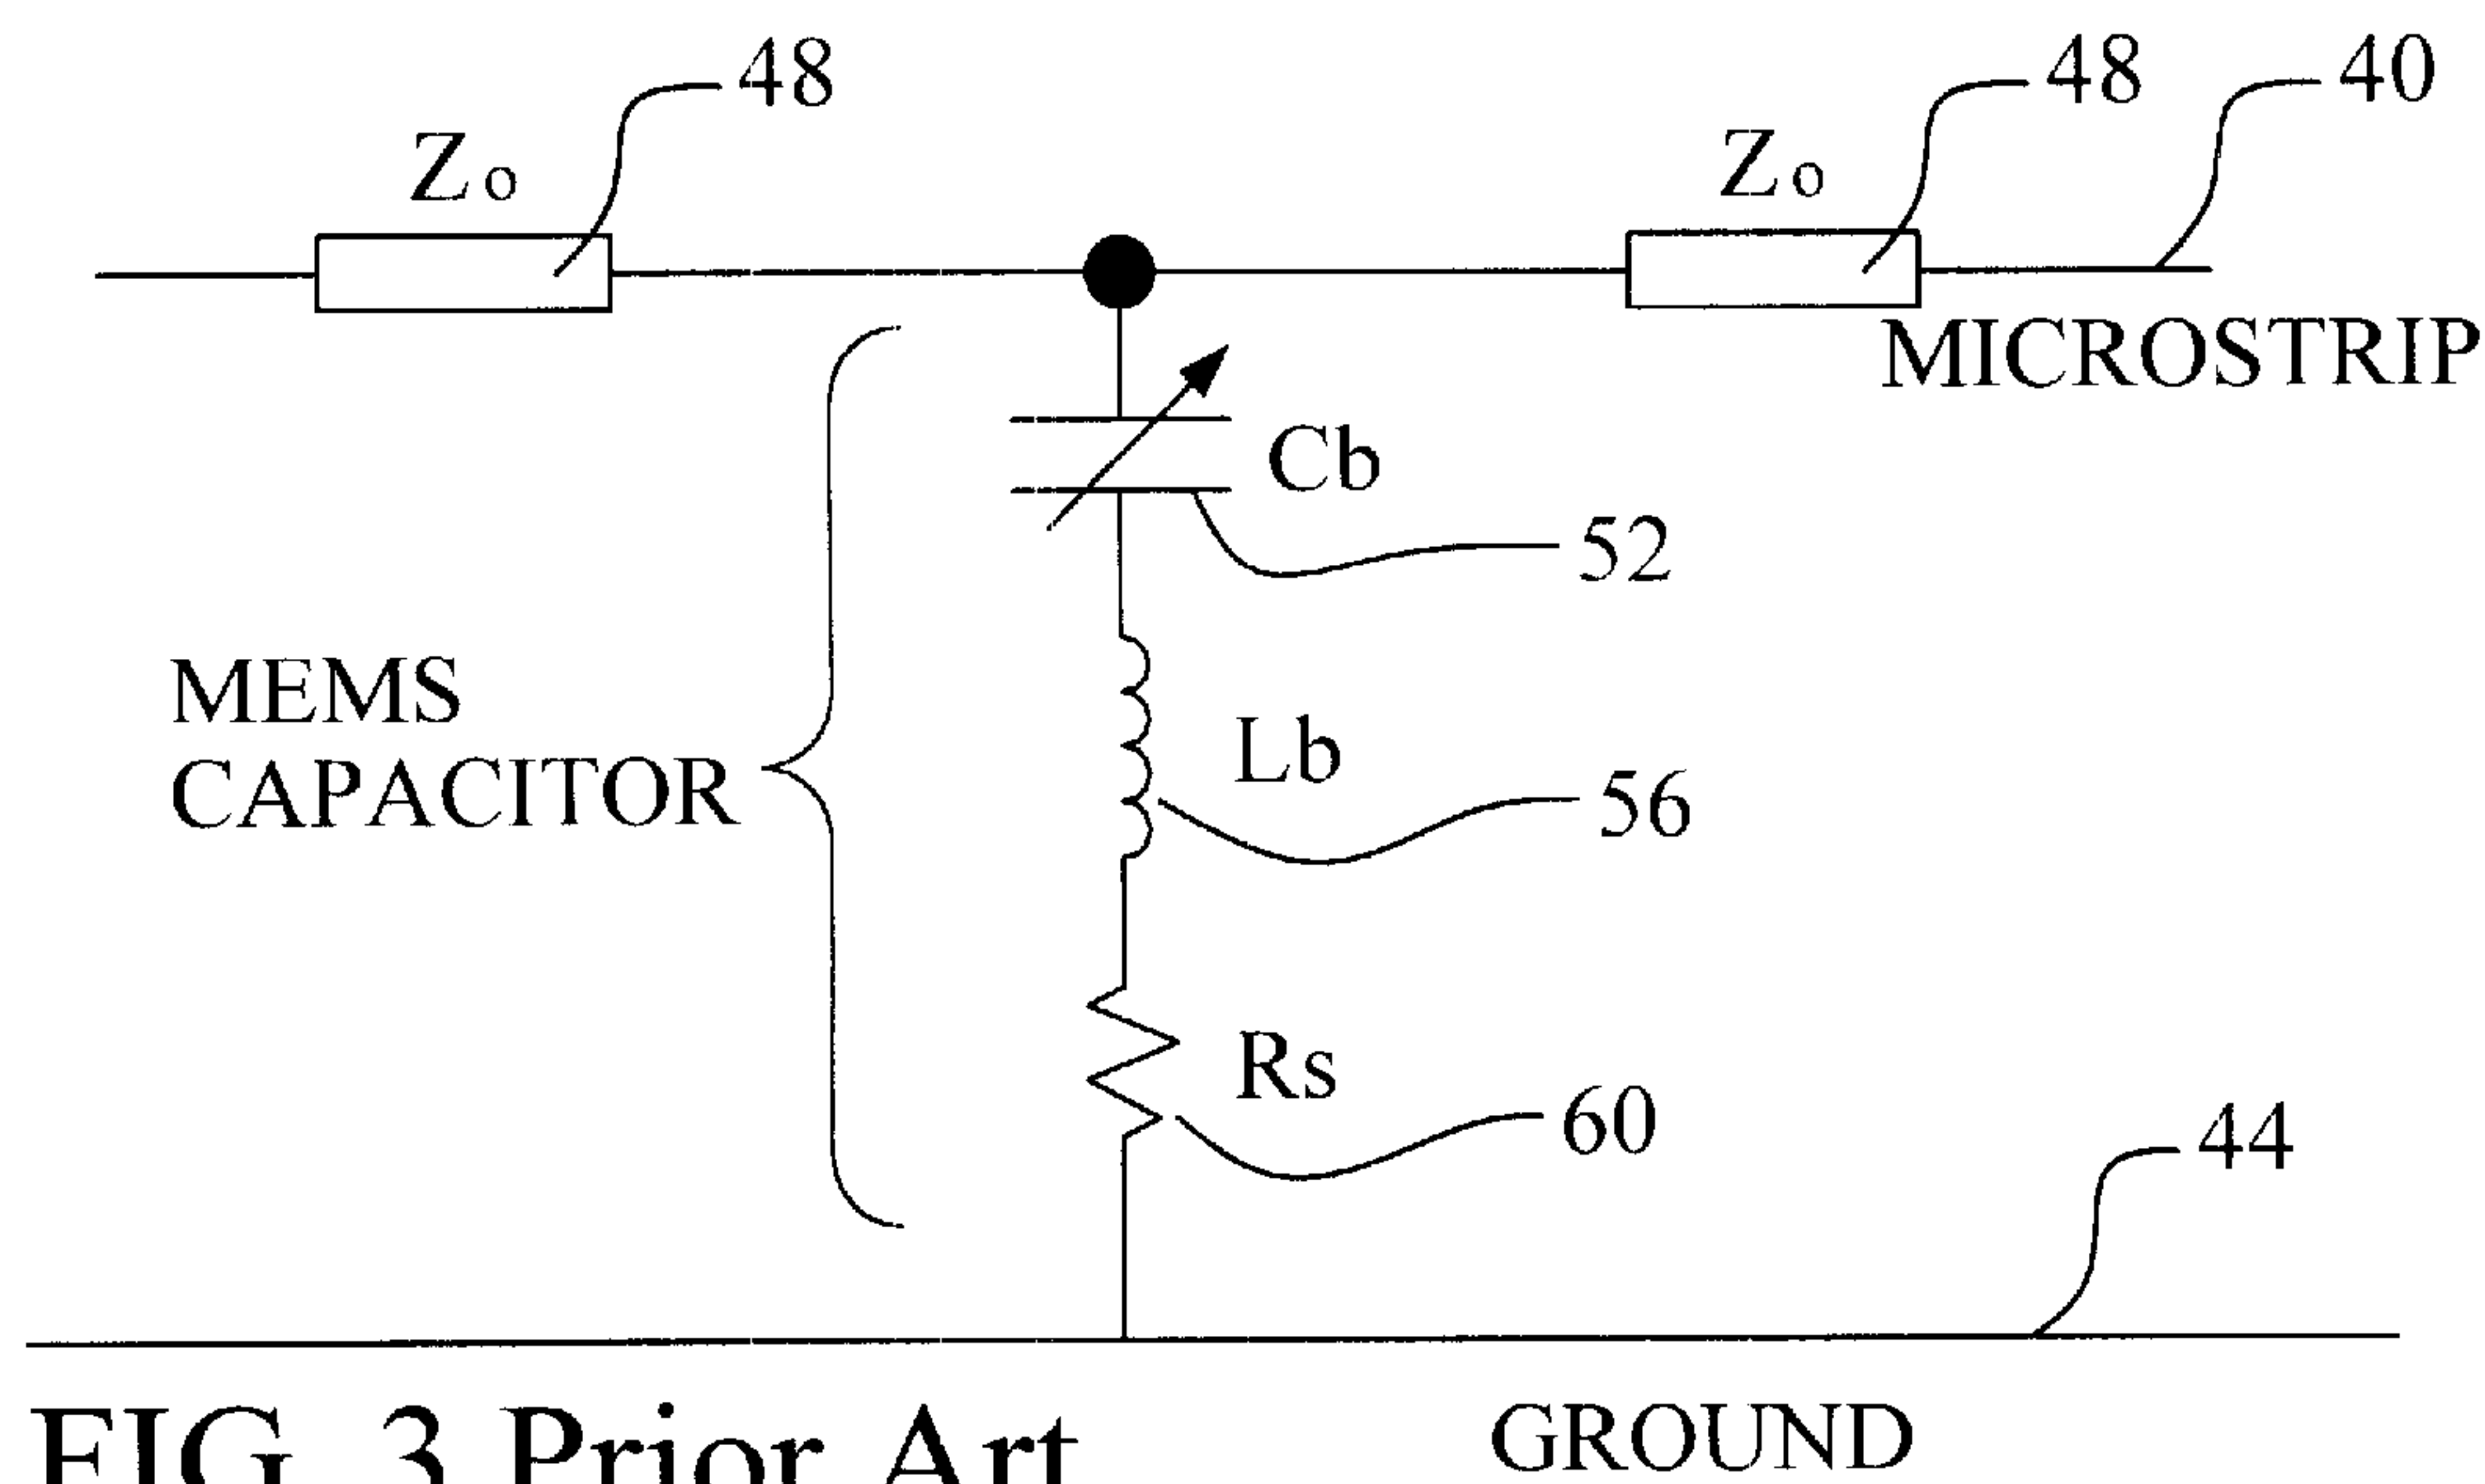 48
48
40
Zo
Zo
MICROSTRIP
Cb
52
MEMS
CAPACITOR
Lb
56
Rs
60
44
GROUND
FIG. 3 Prior Art